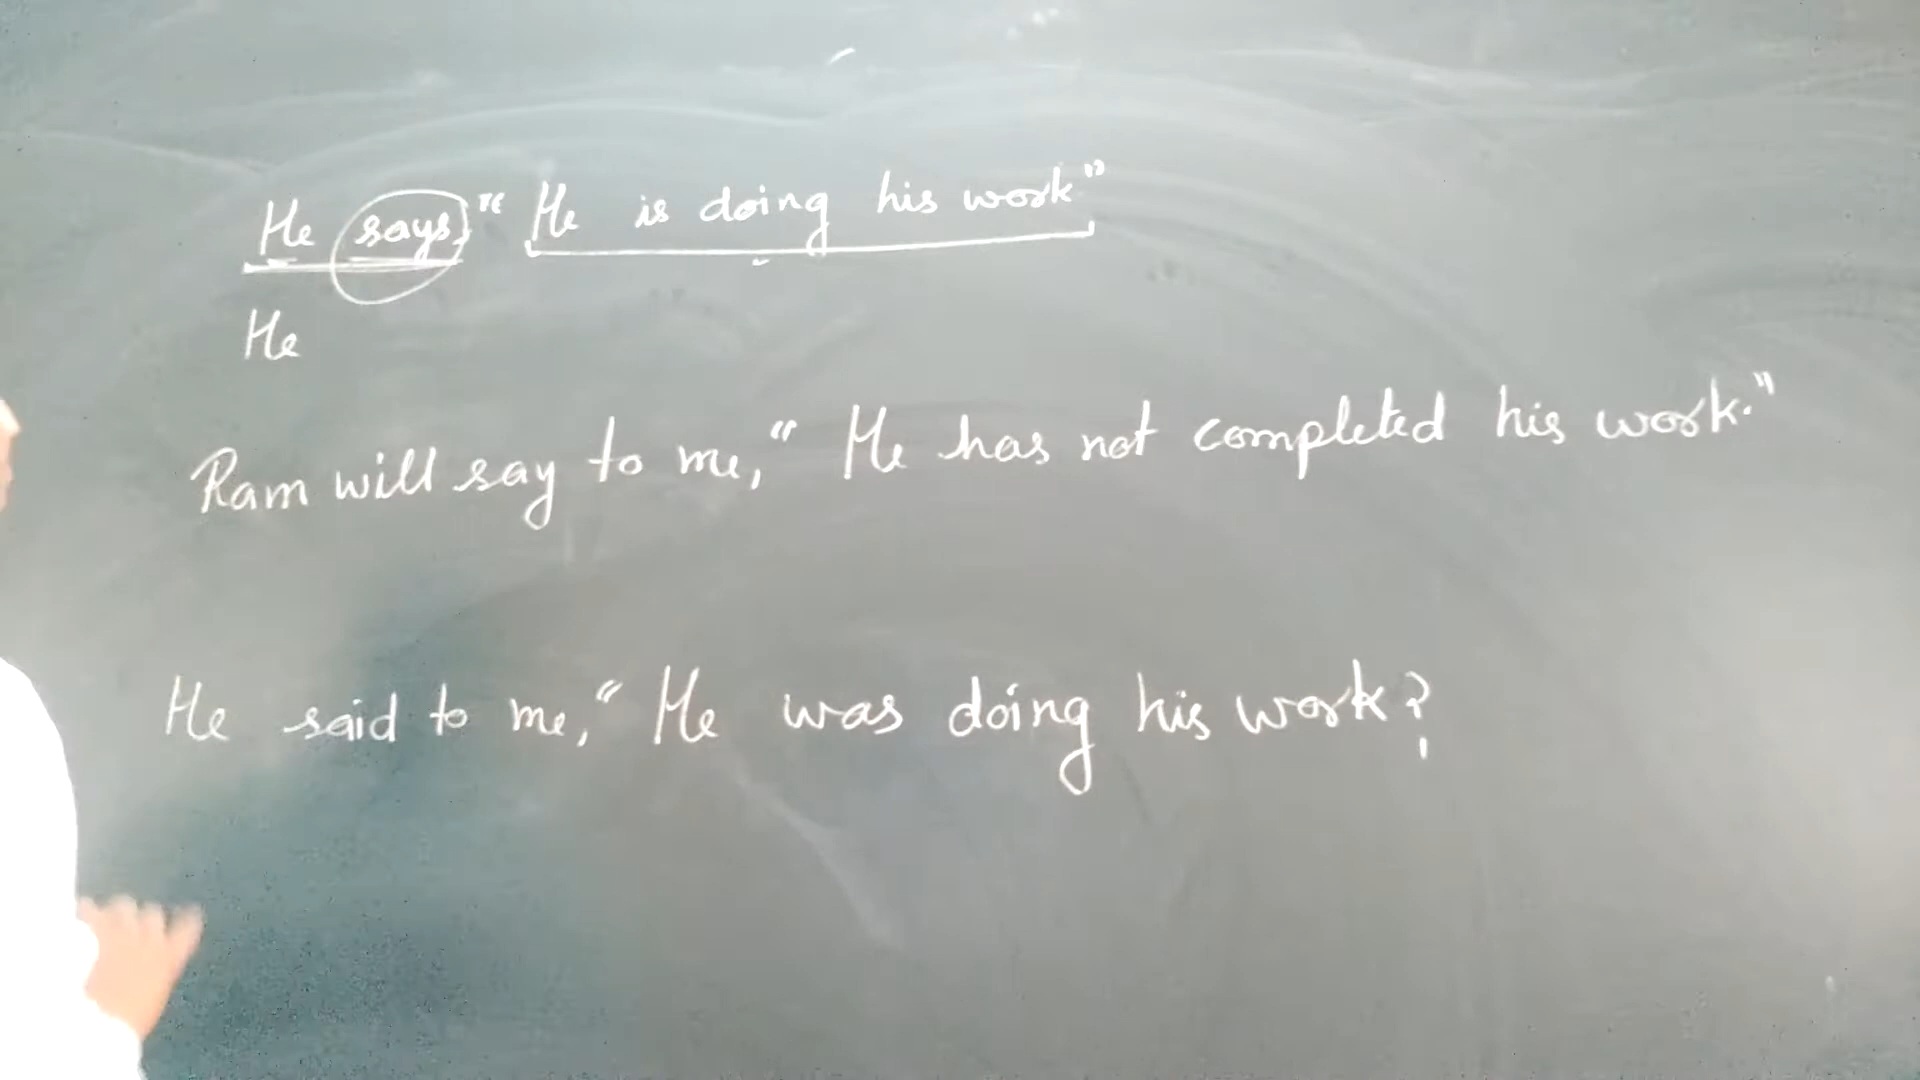 He says, "He is doing his work"
He
Ram will say to me, "He has not completed his work."
He said to me, "He was doing his work?